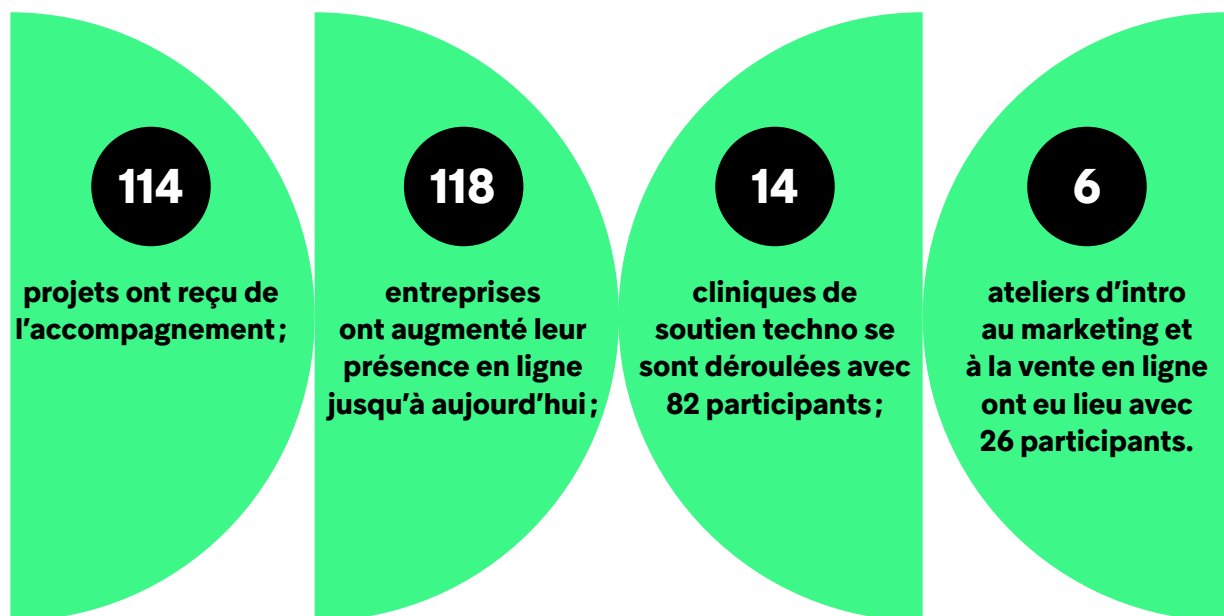 114
projets ont reçu de
l’accompagnement ;
118
entreprises
ont augmenté leur
présence en ligne
jusqu’à aujourd’hui ;
14
cliniques de
soutien techno se
sont déroulées avec
82 participants ;
6
ateliers d’intro
au marketing et
à la vente en ligne
ont eu lieu avec
26 participants.